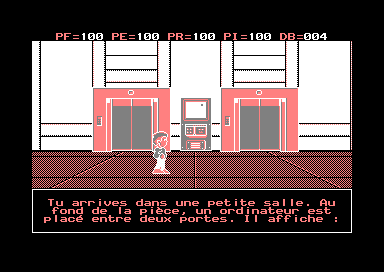 PF=100 PE=100 PR=100 PI=100 DB=004
Tu arrives dans une petite salle. Au
fond de la pièce, un ordinateur est
placé entre deux portes. Il affiche :